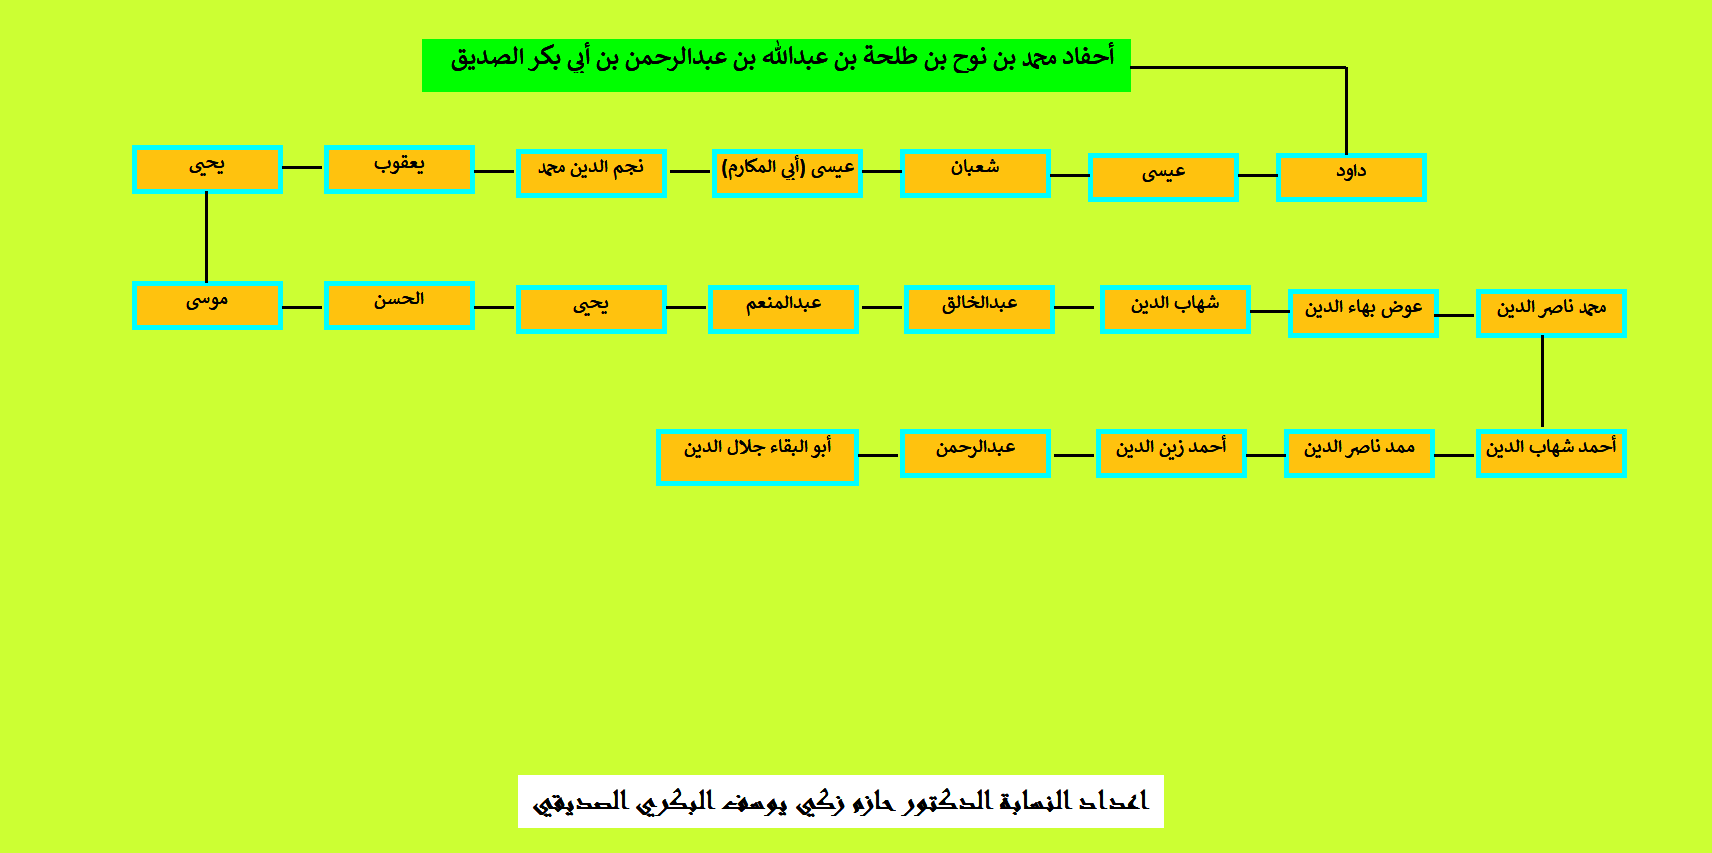 أحفاد محمد بن نوح بن طلحة بن عبدالله بن عبدالرحمن بن أبي بكر الصديق
داود
عيسى
شعبان
عيسى (أبي المكارم)
نجم الدين محمد
يعقوب
يحيى
موسى
الحسن
يحيى
عبدالمنعم
عبدالخالق
شهاب الدين
عوض بهاء الدين
محمد ناصر الدين
أحمد شهاب الدين
ممد ناصر الدين
أحمد زين الدين
عبدالرحمن
أبو البقاء جلال الدين
اعداد النسابة الدكتور حازم زكي يوسف البكري الصديقي